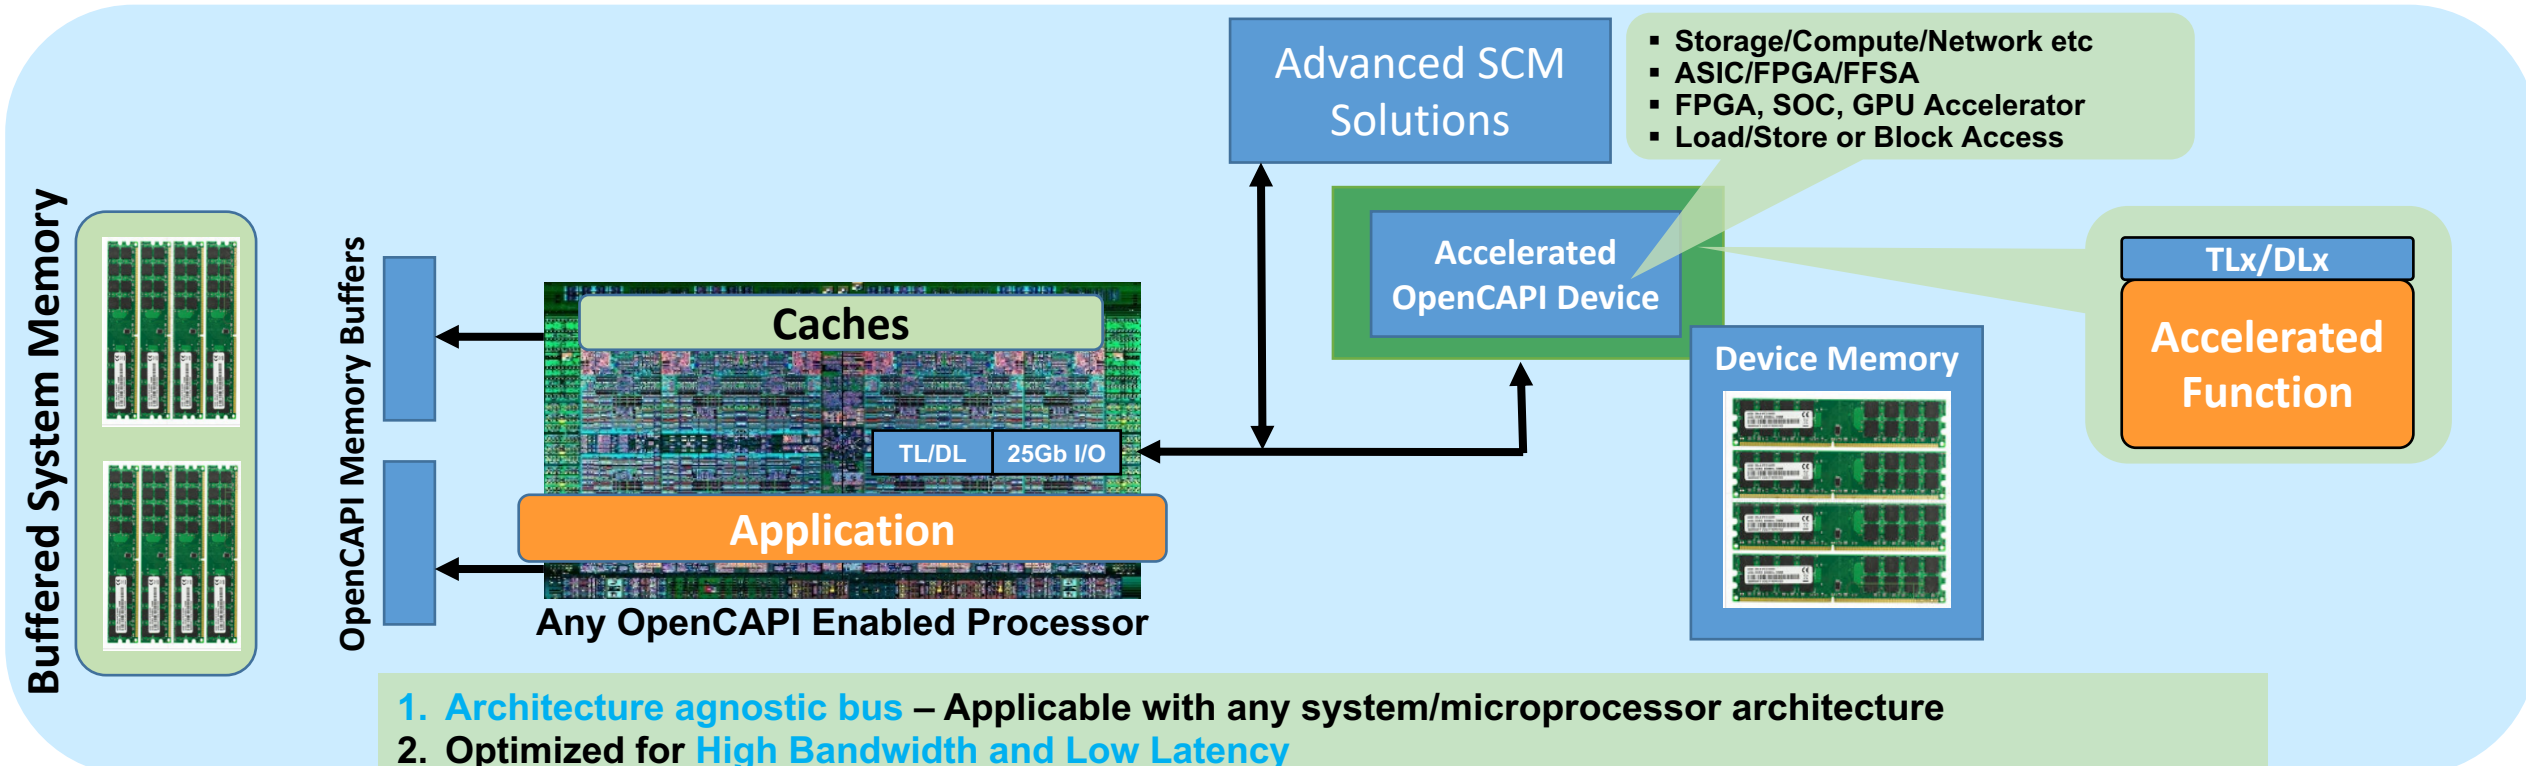 Buffered System Memory
OpenCAPI Memory Buffers
Caches
TL/DL
25Gb I/O
Application
Any OpenCAPI Enabled Processor
Advanced SCM
Solutions
▪ Storage/Compute/Network etc
▪ ASIC/FPGA/FFSA
▪ FPGA, SOC, GPU Accelerator
▪ Load/Store or Block Access
Accelerated
OpenCAPI Device
Device Memory
TLx/DLx
Accelerated
Function
1. Architecture agnostic bus – Applicable with any system/microprocessor architecture
2. Optimized for High Bandwidth and Low Latency